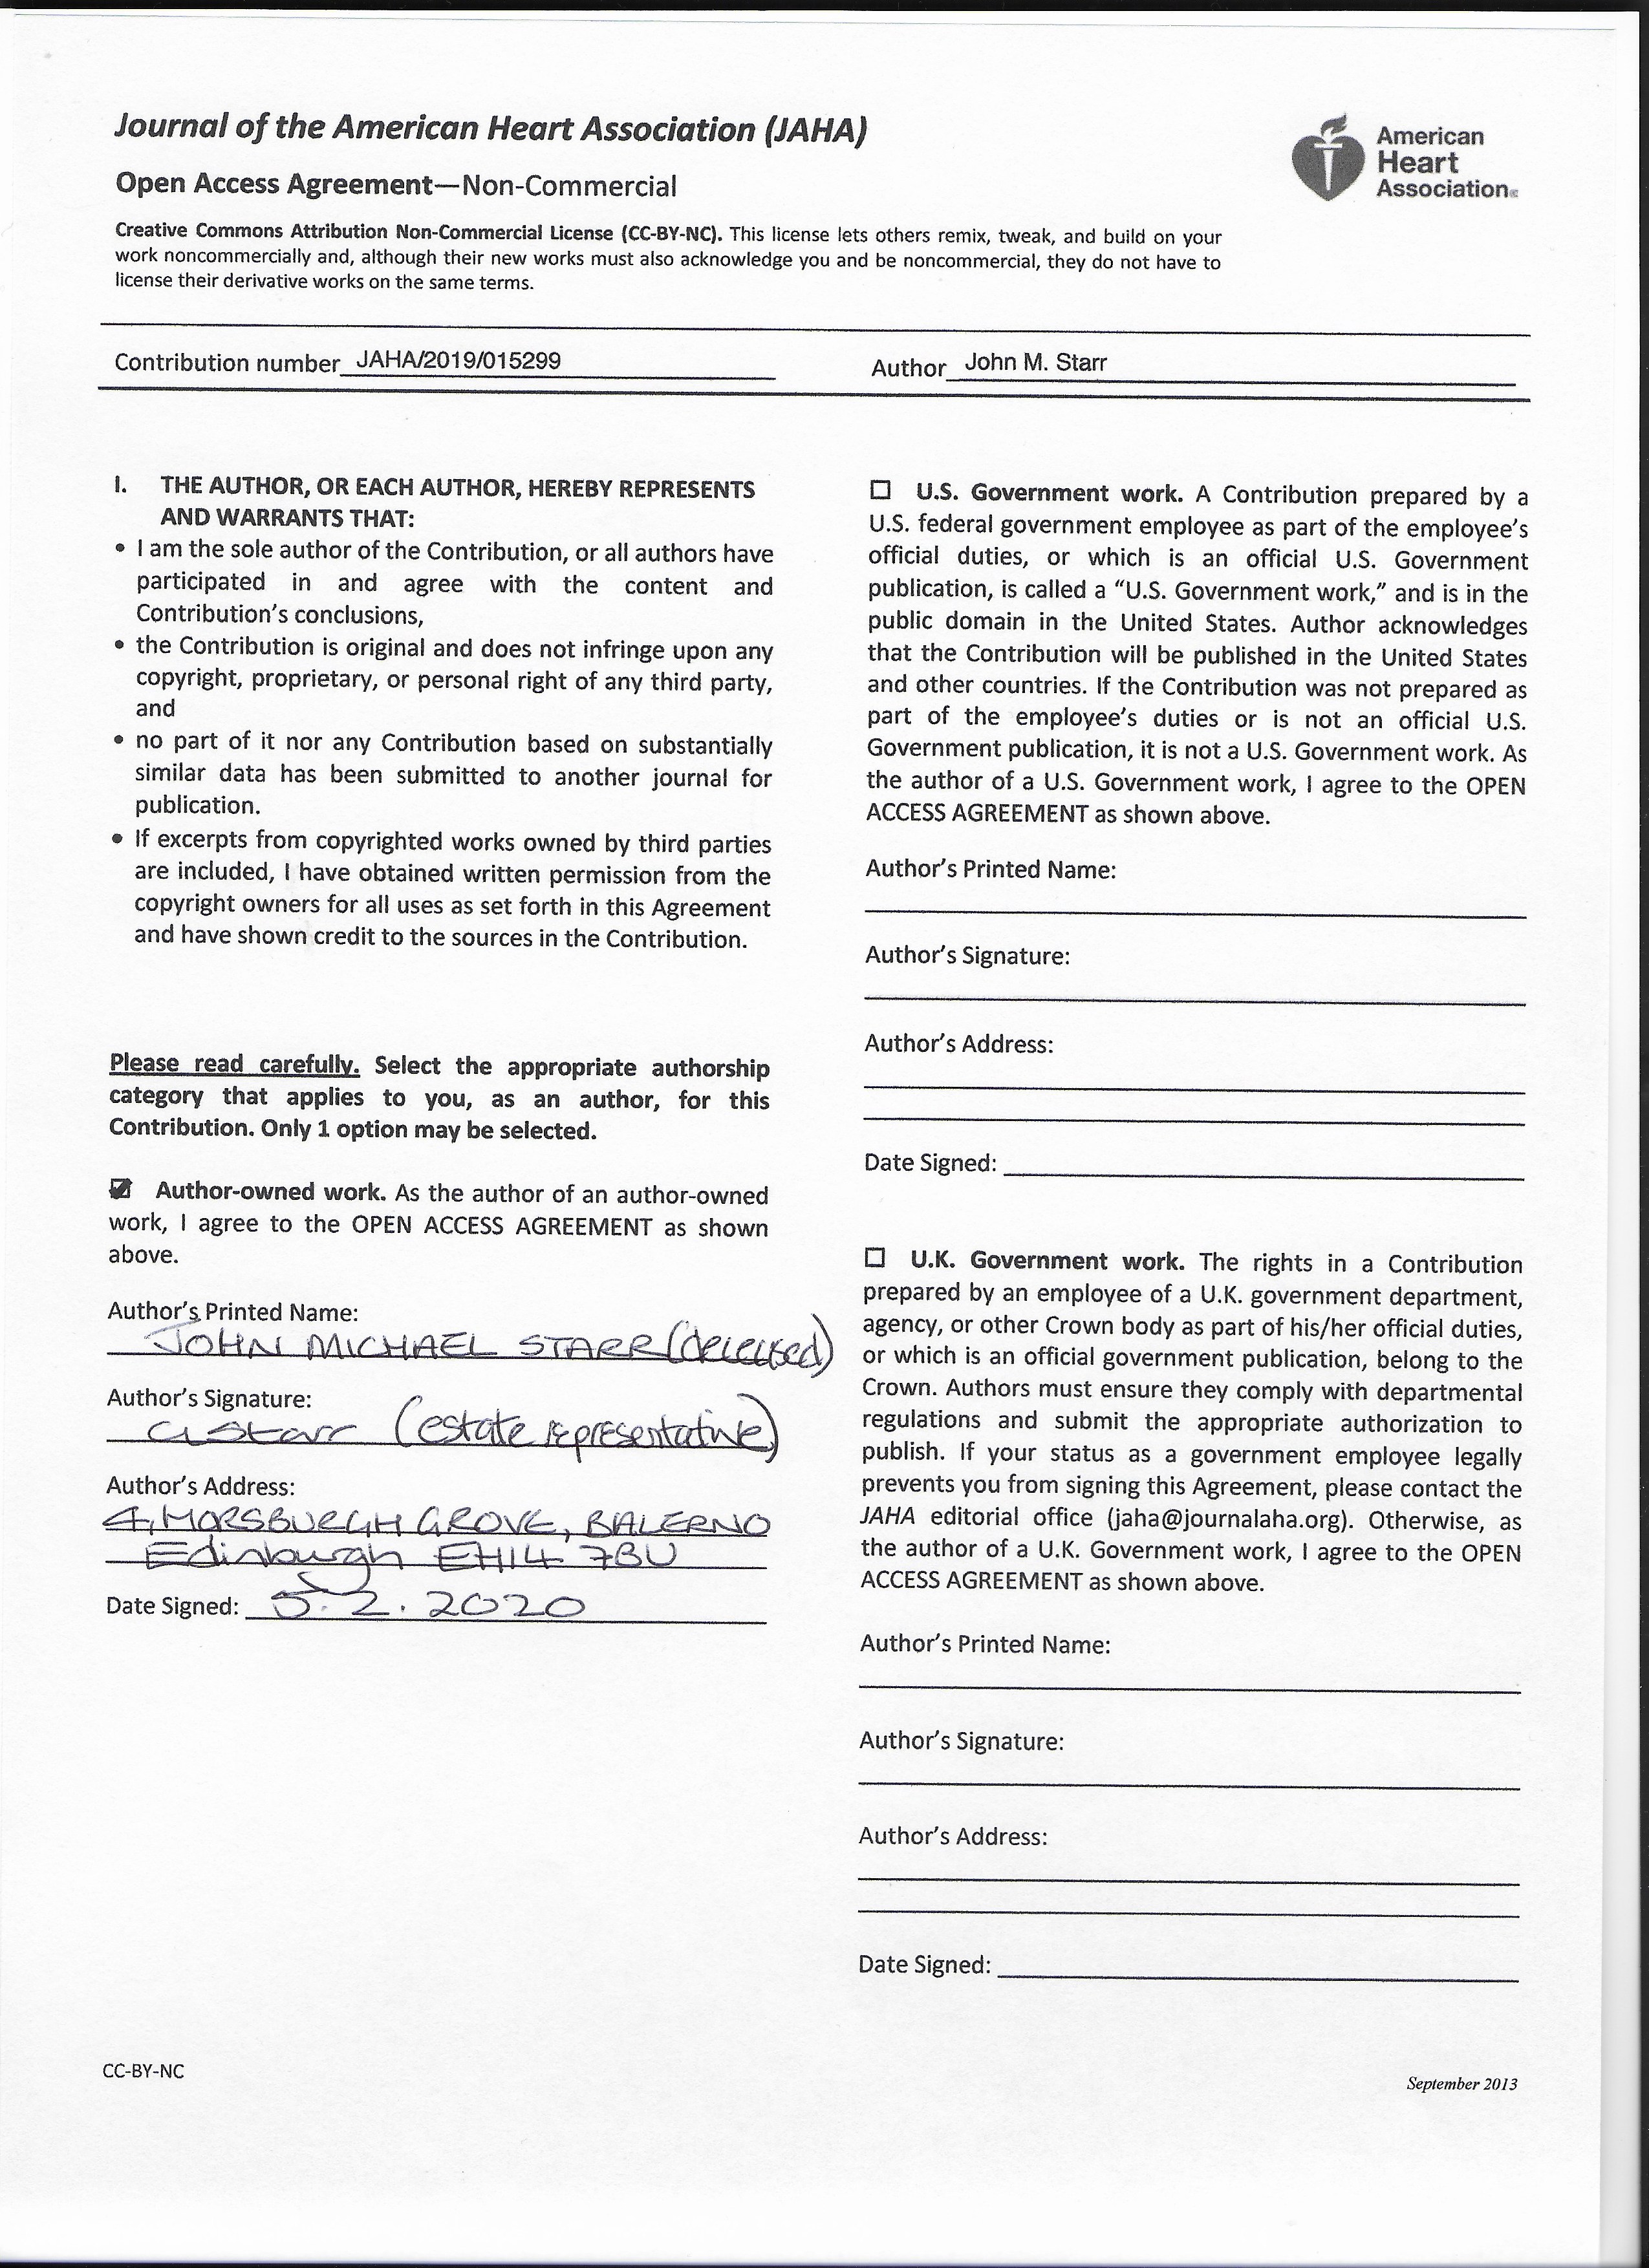 Journal of the American Heart Association (JAHA)
American
Heart
Association®
Open Access Agreement—Non-Commercial
Creative Commons Attribution Non-Commercial License (CC-BY-NC). This license lets others remix, tweak, and build on your
work noncommercially and, although their new works must also acknowledge you and be noncommercial, they do not have to
license their derivative works on the same terms.
Contribution number JAHA/2019/015299
Author John M. Starr
I. THE AUTHOR, OR EACH AUTHOR, HEREBY REPRESENTS
AND WARRANTS THAT:
• I am the sole author of the Contribution, or all authors have
participated in and agree with the content and
Contribution's conclusions,
• the Contribution is original and does not infringe upon any
copyright, proprietary, or personal right of any third party,
and
• no part of it nor any Contribution based on substantially
similar data has been submitted to another journal for
publication.
• If excerpts from copyrighted works owned by third parties
are included, I have obtained written permission from the
copyright owners for all uses as set forth in this Agreement
and have shown credit to the sources in the Contribution.
Please read carefully. Select the appropriate authorship
category that applies to you, as an author, for this
Contribution. Only 1 option may be selected.
☑ Author-owned work. As the author of an author-owned
work, I agree to the OPEN ACCESS AGREEMENT as shown
above.
Author's Printed Name:
JOHN MICHAEL STARR (deceased)
Author's Signature:
Starr (estate representative)
Author's Address:
4, HORSBURGH GROVE, BALERNO
Edinburgh EH14 7BU
Date Signed: 5.2.2020
☐ U.S. Government work. A Contribution prepared by a
U.S. federal government employee as part of the employee's
official duties, or which is an official U.S. Government
publication, is called a "U.S. Government work," and is in the
public domain in the United States. Author acknowledges
that the Contribution will be published in the United States
and other countries. If the Contribution was not prepared as
part of the employee's duties or is not an official U.S.
Government publication, it is not a U.S. Government work. As
the author of a U.S. Government work, I agree to the OPEN
ACCESS AGREEMENT as shown above.
Author's Printed Name:
Author's Signature:
Author's Address:
Date Signed:
☐ U.K. Government work. The rights in a Contribution
prepared by an employee of a U.K. government department,
agency, or other Crown body as part of his/her official duties,
or which is an official government publication, belong to the
Crown. Authors must ensure they comply with departmental
regulations and submit the appropriate authorization to
publish. If your status as a government employee legally
prevents you from signing this Agreement, please contact the
JAHA editorial office (jaha@journalaha.org). Otherwise, as
the author of a U.K. Government work, I agree to the OPEN
ACCESS AGREEMENT as shown above.
Author's Printed Name:
Author's Signature:
Author's Address:
Date Signed:
CC-BY-NC
September 2013